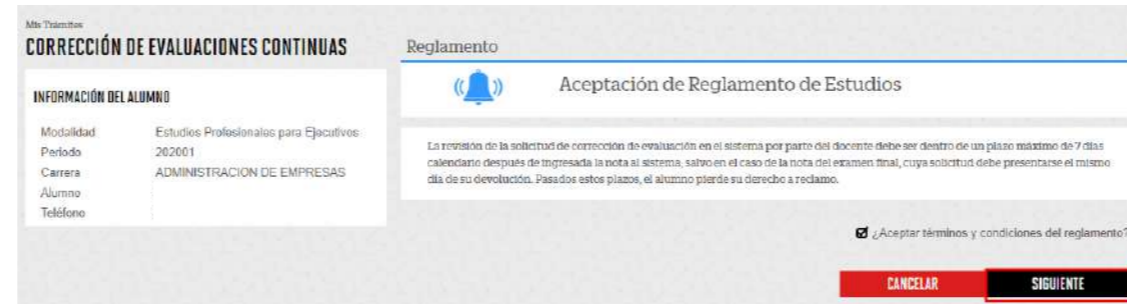 Mis Trámites
CORRECCIÓN DE EVALUACIONES CONTINUAS
INFORMACIÓN DEL ALUMNO
Modalidad Estudios Profesionales para Ejecutivos
Periodo 202001
Carrera ADMINISTRACION DE EMPRESAS
Alumno
Teléfono
Reglamento
Aceptación de Reglamento de Estudios
La revisión de la solicitud de corrección de evaluación en el sistema por parte del docente debe ser dentro de un plazo máximo de 7 días
calendario después de ingresada la nota al sistema, salvo en el caso de la nota del examen final, cuya solicitud debe presentarse el mismo
día de su devolución. Pasados estos plazos, el alumno pierde su derecho a reclamo.
¿Aceptar términos y condiciones del reglamento?
CANCELAR
SIGUIENTE